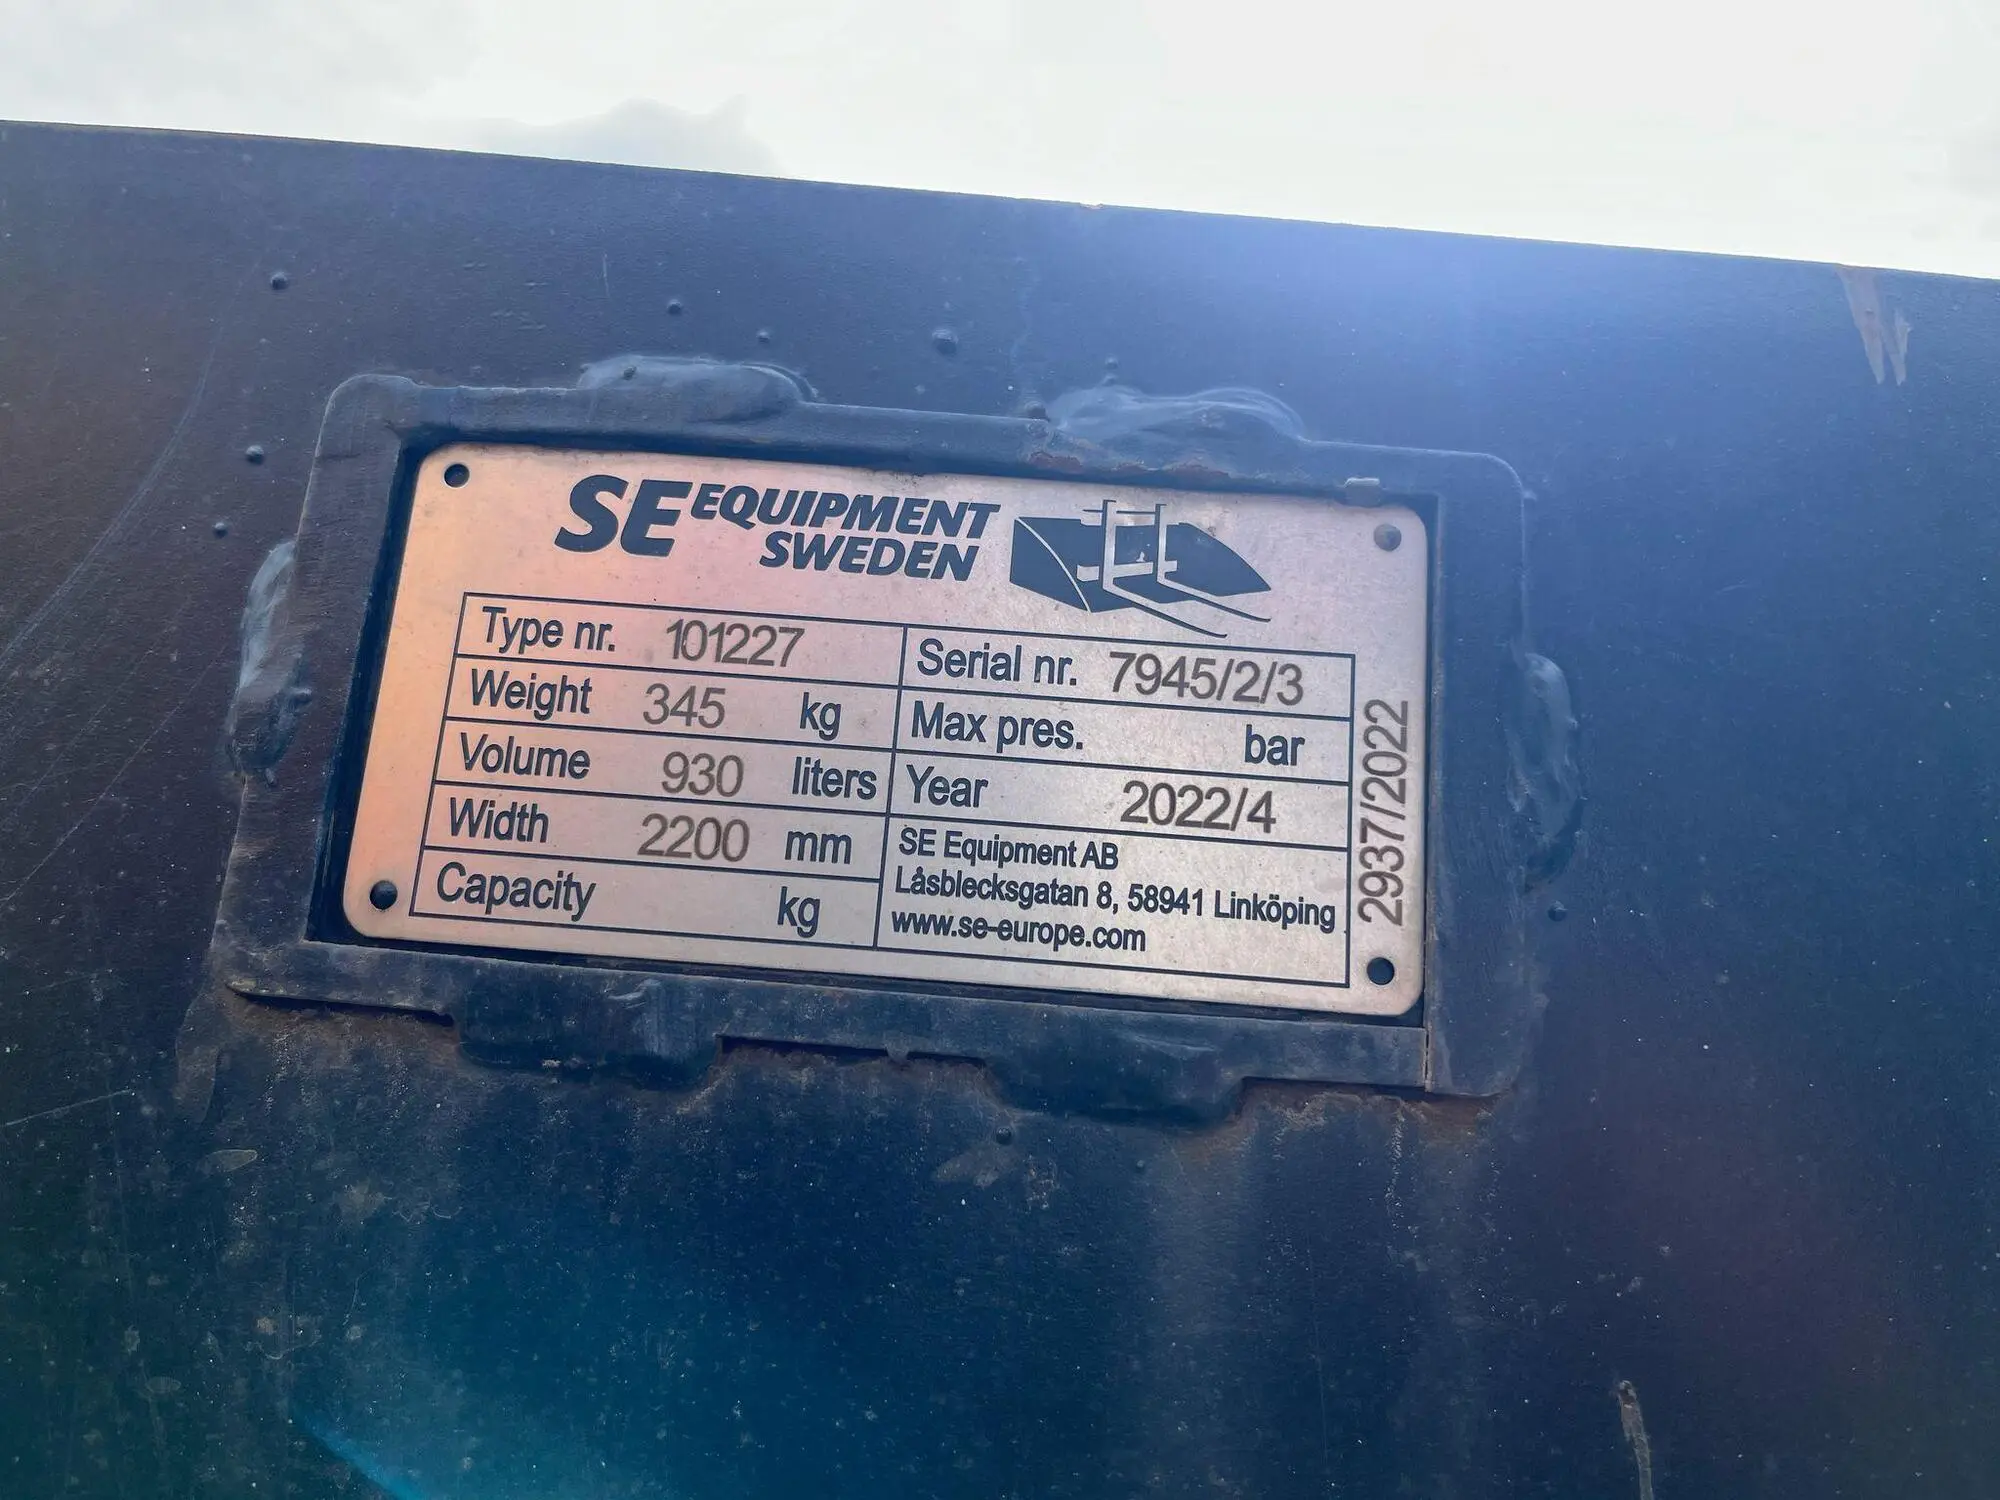 SE EQUIPMENT
SWEDEN
Type nr. 101227
Weight 345 kg
Volume 930 liters
Width 2200 mm
Capacity kg
Serial nr. 7945/2/3
Max pres. bar
Year 2022/4
SE Equipment AB
Låsblecksgatan 8, 58941 Linköping
www.se-europe.com
2937/2022